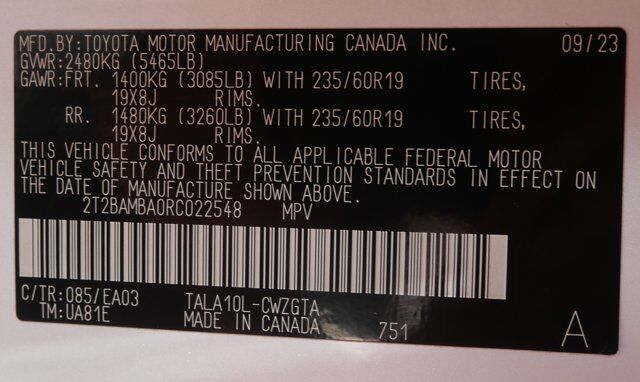 MFD.BY:TOYOTA MOTOR MANUFACTURING CANADA INC. 09/23
GVWR:2480KG (5465LB)
GAWR:FRT. 1400KG (3085LB) WITH 235/60R19 TIRES,
19X8J RIMS.
RR. 1480KG (3260LB) WITH 235/60R19 TIRES,
19X8J RIMS.
THIS VEHICLE CONFORMS TO ALL APPLICABLE FEDERAL MOTOR
VEHICLE SAFETY AND THEFT PREVENTION STANDARDS IN EFFECT ON
THE DATE OF MANUFACTURE SHOWN ABOVE.
2T2BAMBA0RC022548 MPV
C/TR:085/EA03 TALA10L-CWZGTA
TM:UA81E MADE IN CANADA 751 A